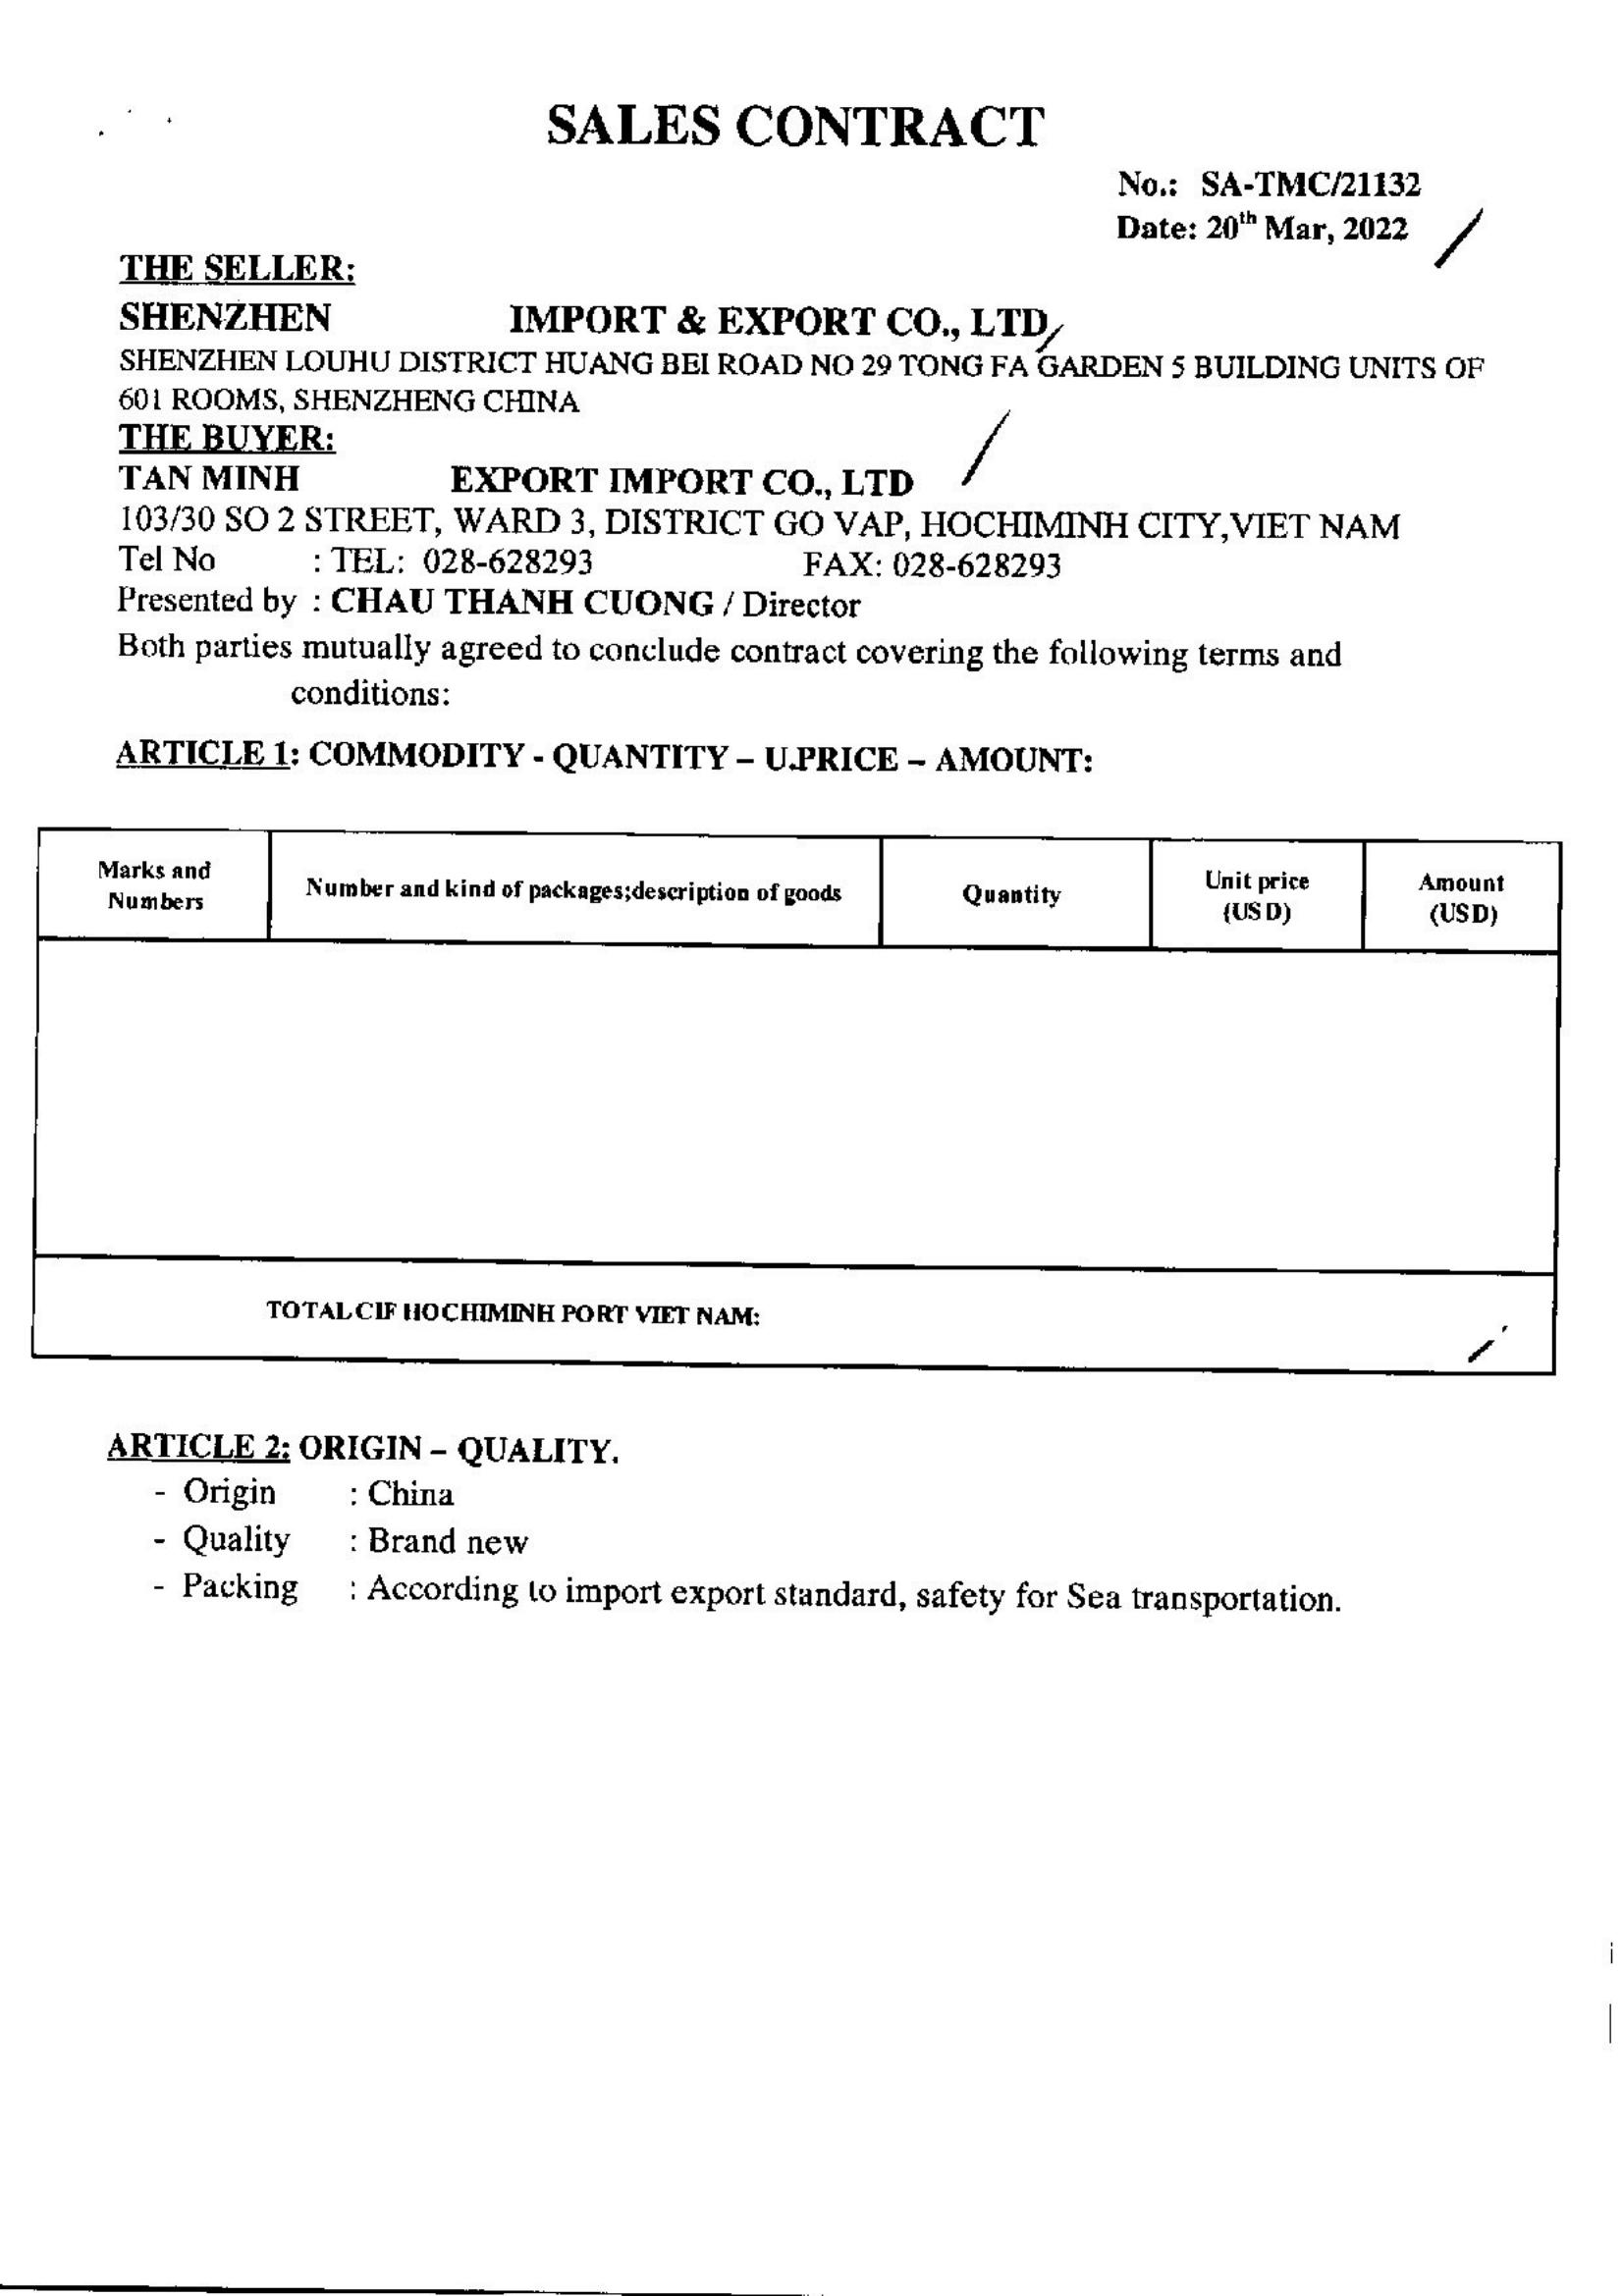 SALES CONTRACT
No.: SA-TMC/21132
Date: 20th Mar, 2022
THE SELLER:
SHENZHEN IMPORT & EXPORT CO., LTD
SHENZHEN LOUHU DISTRICT HUANG BEI ROAD NO 29 TONG FA GARDEN 5 BUILDING UNITS OF
601 ROOMS, SHENZHENG CHINA
THE BUYER:
TAN MINH EXPORT IMPORT CO., LTD
103/30 SO 2 STREET, WARD 3, DISTRICT GO VAP, HOCHIMINH CITY,VIET NAM
Tel No : TEL: 028-628293 FAX: 028-628293
Presented by : CHAU THANH CUONG / Director
Both parties mutually agreed to conclude contract covering the following terms and
conditions:
ARTICLE 1: COMMODITY - QUANTITY – U.PRICE – AMOUNT:
Marks and
Numbers
Number and kind of packages;description of goods
Quantity
Unit price
(USD)
Amount
(USD)
TOTAL CIF HOCHIMINH PORT VIET NAM:
ARTICLE 2: ORIGIN – QUALITY.
- Origin : China
- Quality : Brand new
- Packing : According to import export standard, safety for Sea transportation.